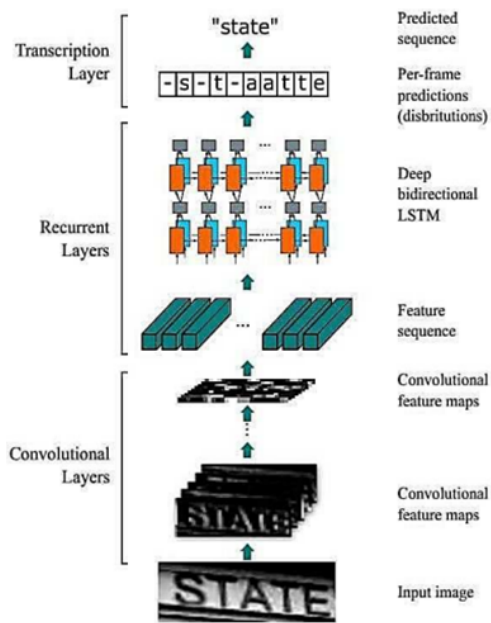 "state"
Predicted
sequence
Transcription
Layer
-s-t-aatte
Per-frame
predictions
(disbritutions)
Recurrent
Layers
Deep
bidirectional
LSTM
...
Feature
sequence
Convolutional
Layers
Convolutional
feature maps
STATE
Convolutional
feature maps
STATE
Input image